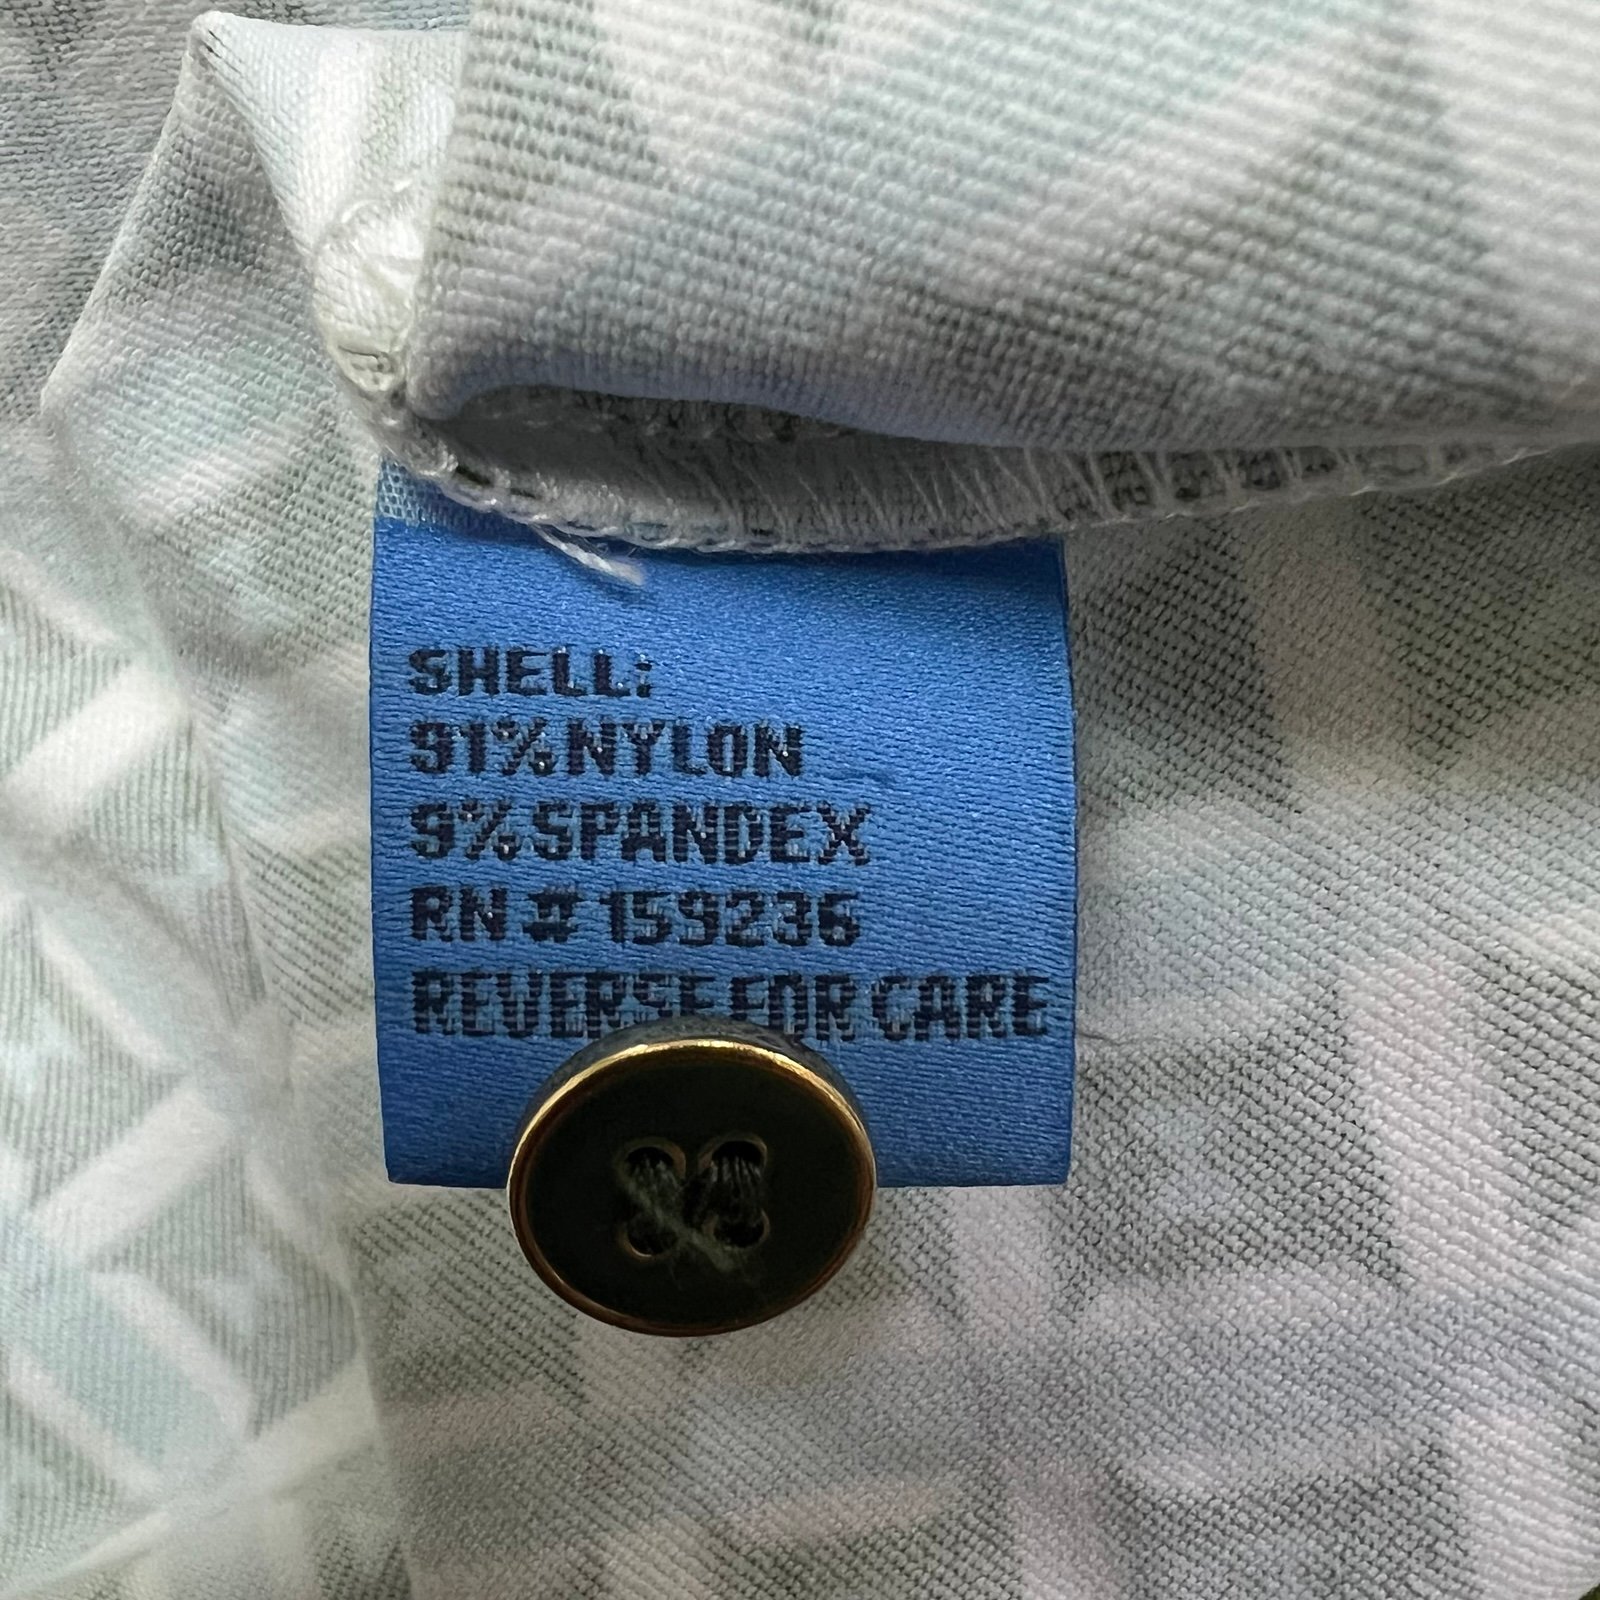 SHELL:
91% NYLON
9% SPANDEX
RN # 159236
REVERSE FOR CARE